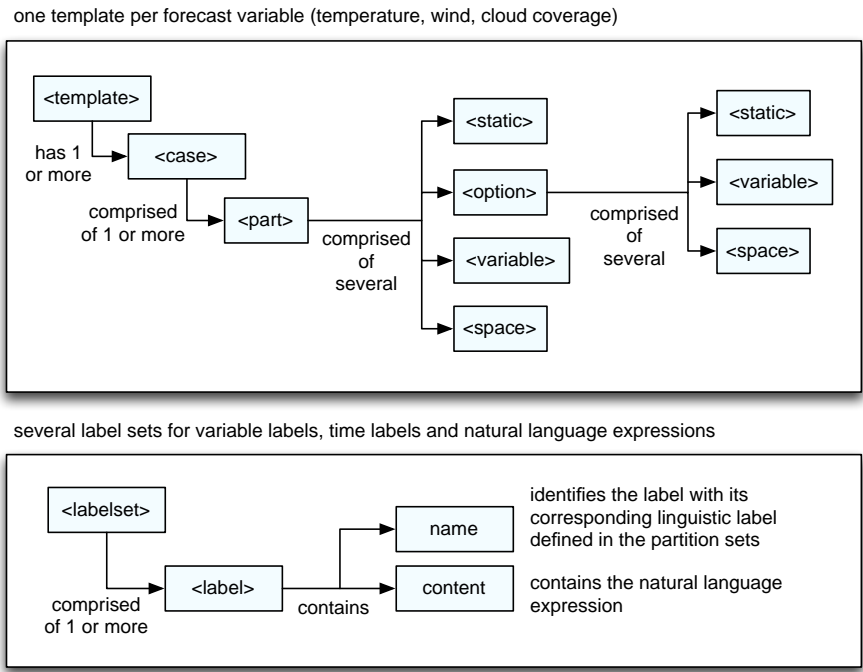 one template per forecast variable (temperature, wind, cloud coverage)
<template>
has 1
or more
<case>
comprised
of 1 or more
<part>
comprised
of
several
<static>
<option>
<variable>
<space>
comprised
of
several
<static>
<variable>
<space>
several label sets for variable labels, time labels and natural language expressions
<labelset>
comprised
of 1 or more
<label>
contains
name
identifies the label with its
corresponding linguistic label
defined in the partition sets
content
contains the natural language
expression